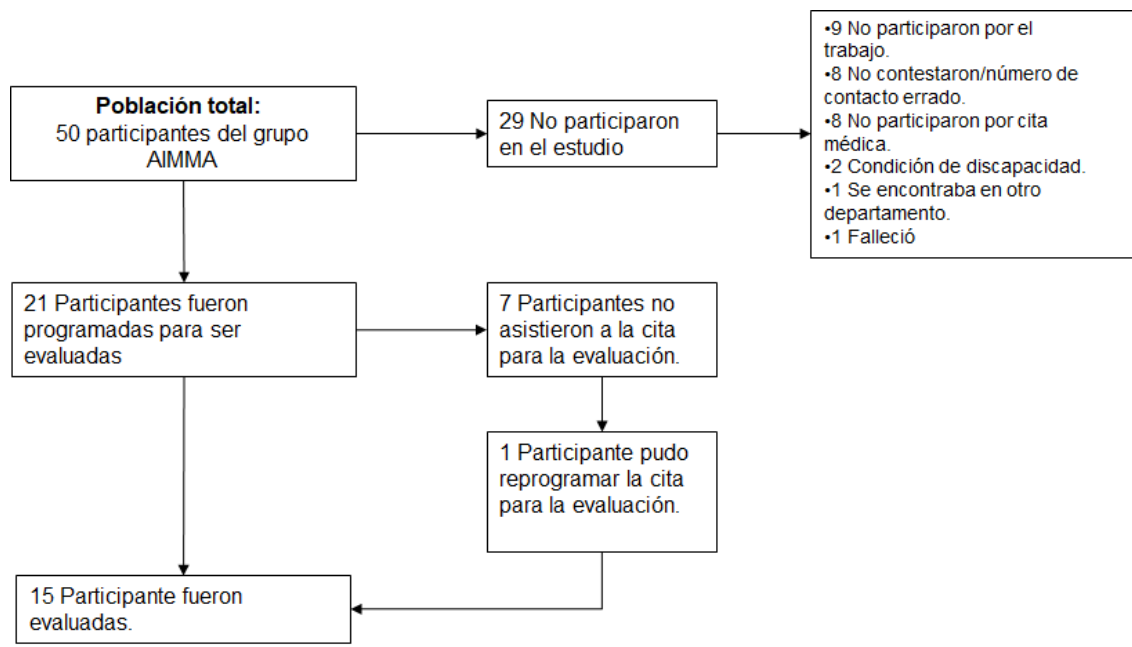 Población total:
50 participantes del grupo
AIMMA
29 No participaron
en el estudio
•9 No participaron por el
trabajo.
•8 No contestaron/número de
contacto errado.
•8 No participaron por cita
médica.
•2 Condición de discapacidad.
•1 Se encontraba en otro
departamento.
•1 Falleció
21 Participantes fueron
programadas para ser
evaluadas
7 Participantes no
asistieron a la cita
para la evaluación.
1 Participante pudo
reprogramar la cita
para la evaluación.
15 Participante fueron
evaluadas.